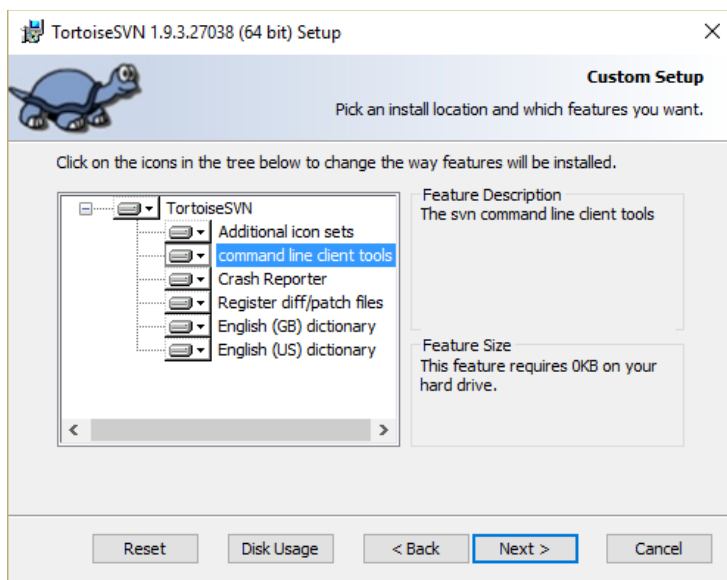 TortoiseSVN 1.9.3.27038 (64 bit) Setup
Custom Setup
Pick an install location and which features you want.
Click on the icons in the tree below to change the way features will be installed.
TortoiseSVN
Additional icon sets
command line client tools
Crash Reporter
Register diff/patch files
English (GB) dictionary
English (US) dictionary
Feature Description
The svn command line client tools
Feature Size
This feature requires 0KB on your
hard drive.
Reset
Disk Usage
< Back
Next >
Cancel